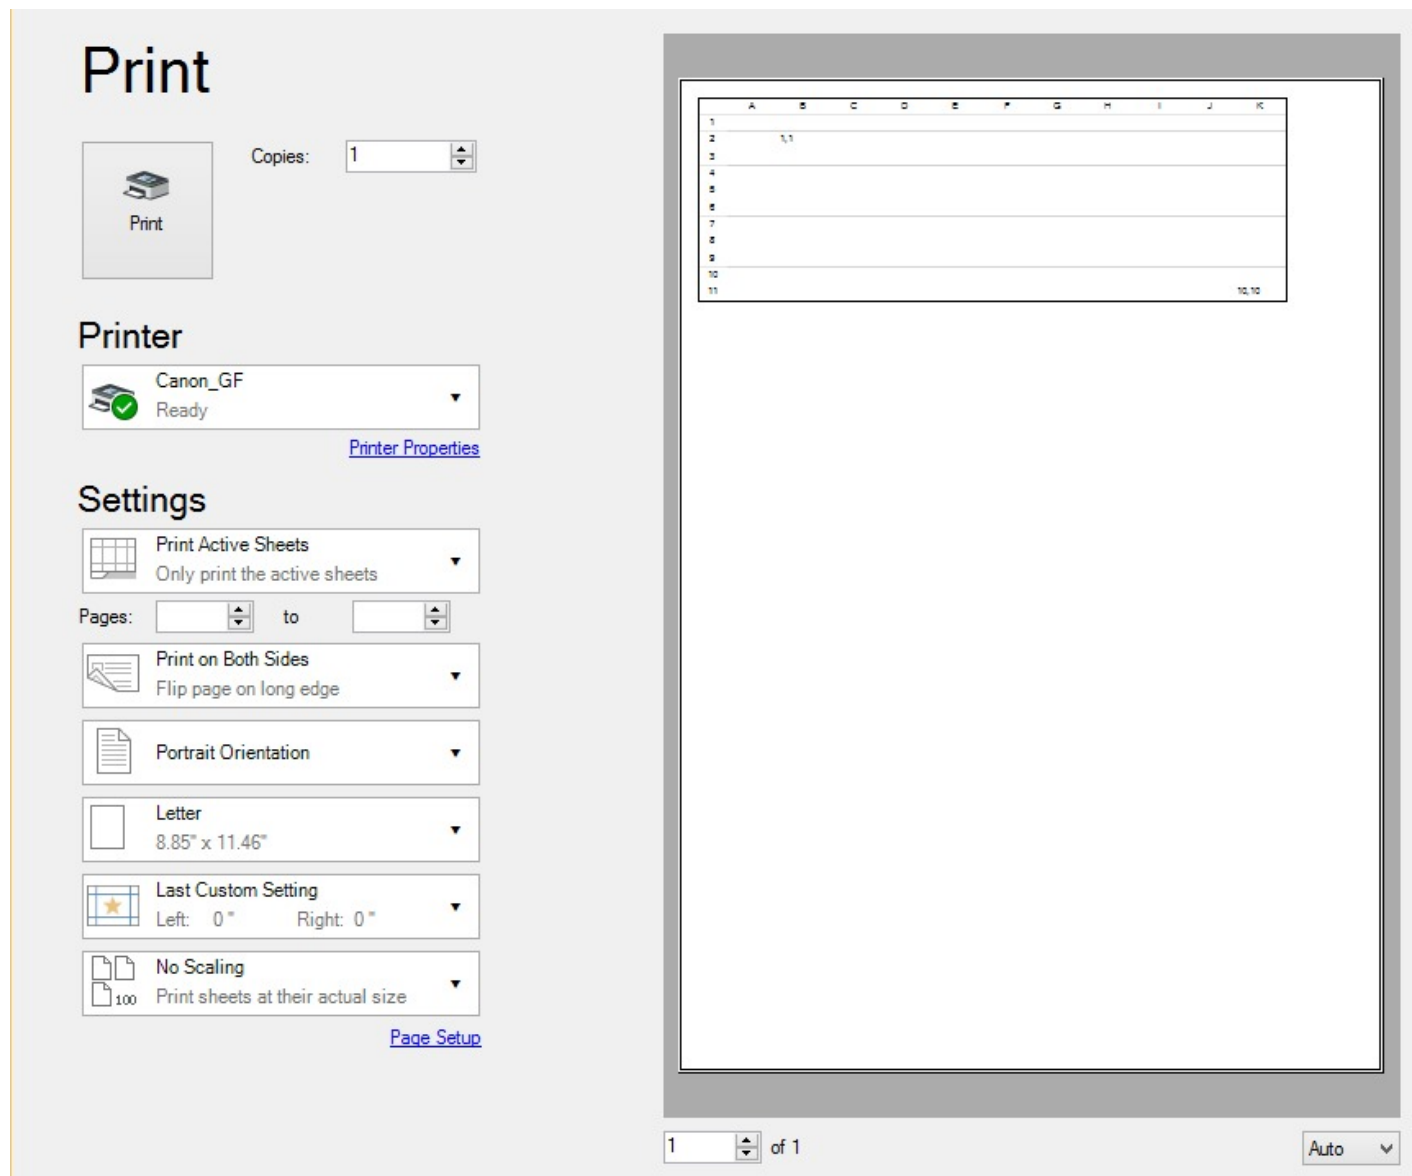 Print
Copies: 1
Print
Printer
Canon_GF
Ready
Printer Properties
Settings
Print Active Sheets
Only print the active sheets
Pages: to
Print on Both Sides
Flip page on long edge
Portrait Orientation
Letter
8.85" x 11.46"
Last Custom Setting
Left: 0 " Right: 0 "
No Scaling
100 Print sheets at their actual size
Page Setup
A B C D E F G H I J K
1
2 1,1
3
4
5
6
7
8
9
10
11 10,10
1 of 1
Auto